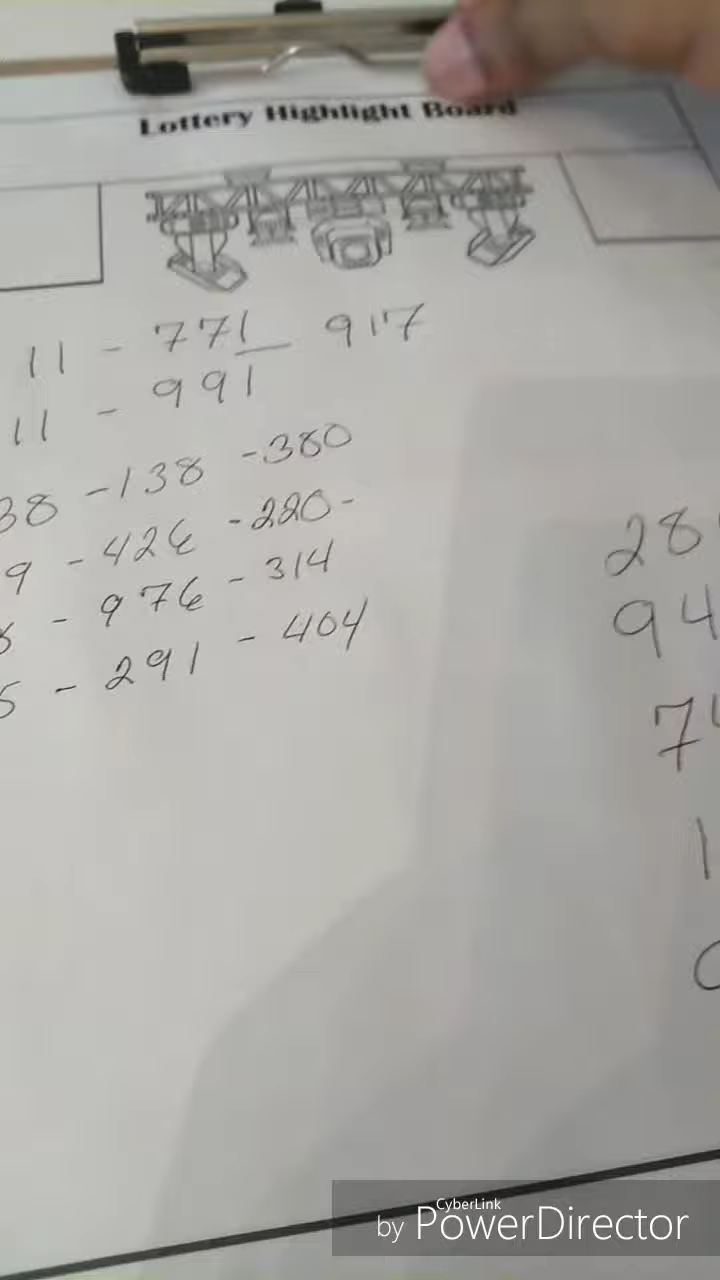 Lottery Highlight Board
11 - 771 917
11 - 991
38 - 138 - 380
9 - 426 - 220 -
- 976 - 314
5 - 291 - 404
28
94
7
1
CyberLink
by PowerDirector